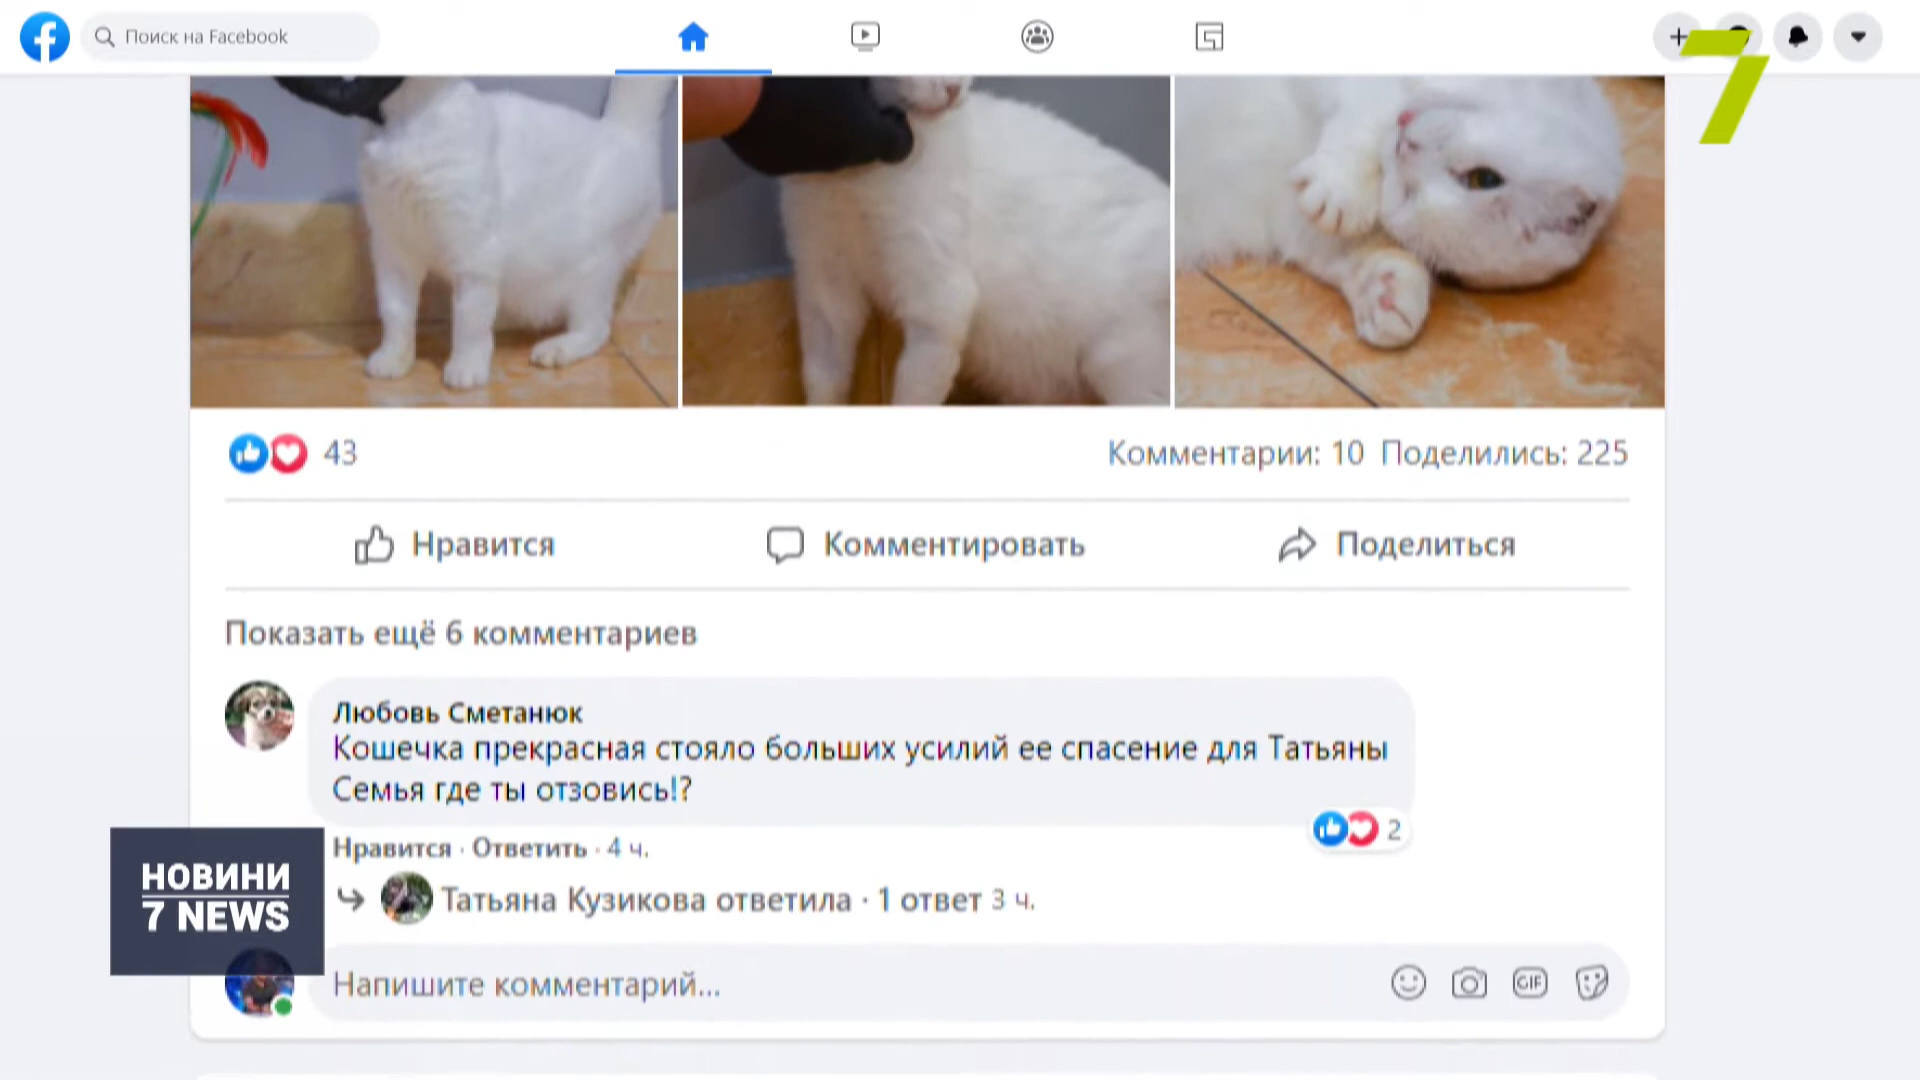 Поиск на Facebook
7
43
Комментарии: 10 Поделились: 225
Нравится
Комментировать
Поделиться
Показать ещё 6 комментариев
Любовь Сметанюк
Кошечка прекрасная стояло больших усилий ее спасение для Татьяны
Семья где ты отзовись!?
2
Нравится · Ответить · 4 ч.
Татьяна Кузикова ответила · 1 ответ 3 ч.
НОВИНИ
7 NEWS
Напишите комментарий...
GIF